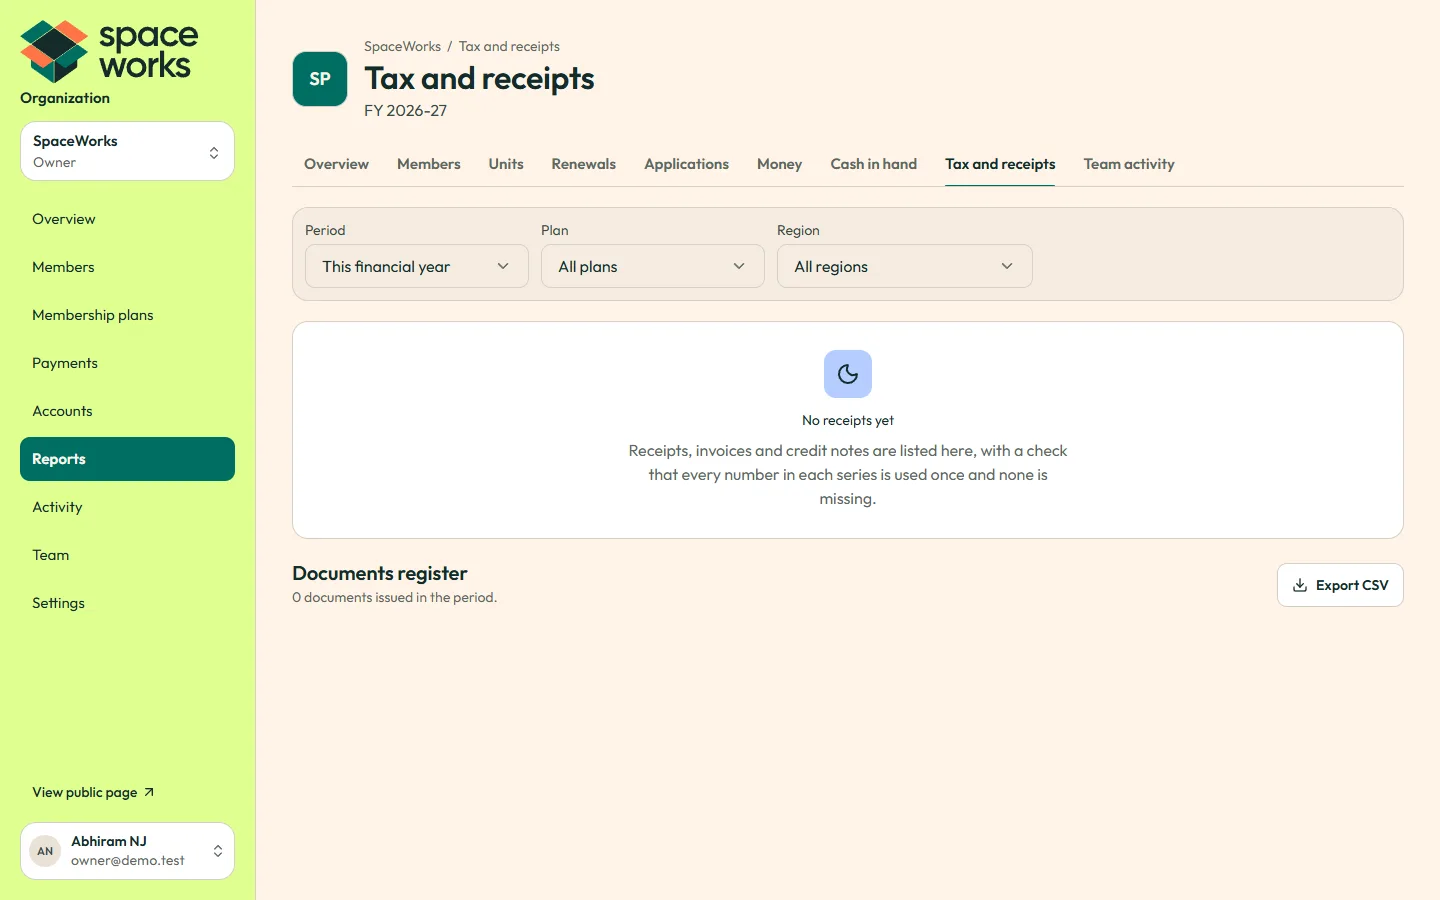 space
works
Organization
SpaceWorks
Owner
Overview
Members
Membership plans
Payments
Accounts
Reports
Activity
Team
Settings
View public page
AN
Abhiram NJ
owner@demo.test
SP
SpaceWorks / Tax and receipts
Tax and receipts
FY 2026-27
Overview Members Units Renewals Applications Money Cash in hand Tax and receipts Team activity
Period Plan Region
This financial year All plans All regions
No receipts yet
Receipts, invoices and credit notes are listed here, with a check
that every number in each series is used once and none is
missing.
Documents register
0 documents issued in the period.
Export CSV